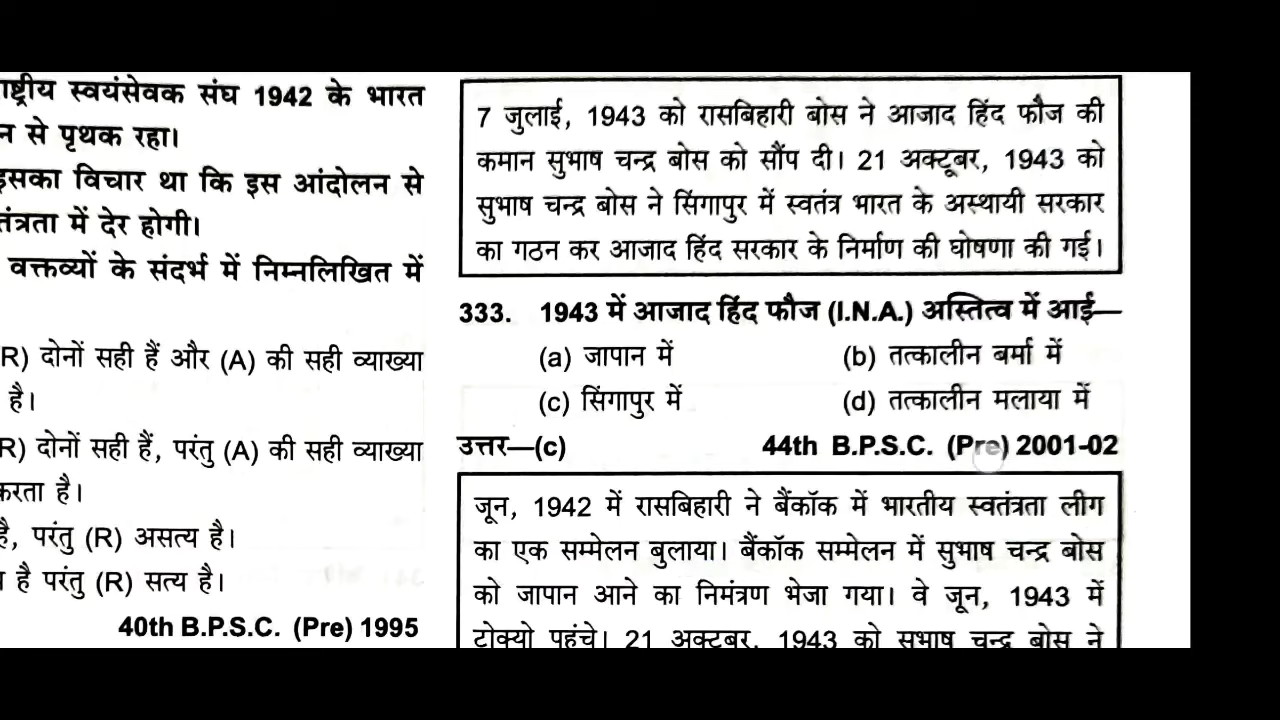 ाष्ट्रीय स्वयंसेवक संघ 1942 के भारत
न से पृथक रहा।
इसका विचार था कि इस आंदोलन से
तंत्रता में देर होगी।
वक्तव्यों के संदर्भ में निम्नलिखित में
R) दोनों सही हैं और (A) की सही व्याख्या
है।
R) दोनों सही हैं, परंतु (A) की सही व्याख्या
करता है।
है, परंतु (R) असत्य है।
है परंतु (R) सत्य है।
40th B.P.S.C. (Pre) 1995
7 जुलाई, 1943 को रासबिहारी बोस ने आजाद हिंद फौज की
कमान सुभाष चन्द्र बोस को सौंप दी। 21 अक्टूबर, 1943 को
सुभाष चन्द्र बोस ने सिंगापुर में स्वतंत्र भारत के अस्थायी सरकार
का गठन कर आजाद हिंद सरकार के निर्माण की घोषणा की गई।
333. 1943 में आजाद हिंद फौज (I.N.A.) अस्तित्व में आई—
(a) जापान में (b) तत्कालीन बर्मा में
(c) सिंगापुर में (d) तत्कालीन मलाया में
उत्तर—(c) 44th B.P.S.C. (Pre) 2001-02
जून, 1942 में रासबिहारी ने बैंकॉक में भारतीय स्वतंत्रता लीग
का एक सम्मेलन बुलाया। बैंकॉक सम्मेलन में सुभाष चन्द्र बोस
को जापान आने का निमंत्रण भेजा गया। वे जून, 1943 में
टोक्यो पहुंचे। 21 अक्टूबर, 1943 को सुभाष चन्द्र बोस ने